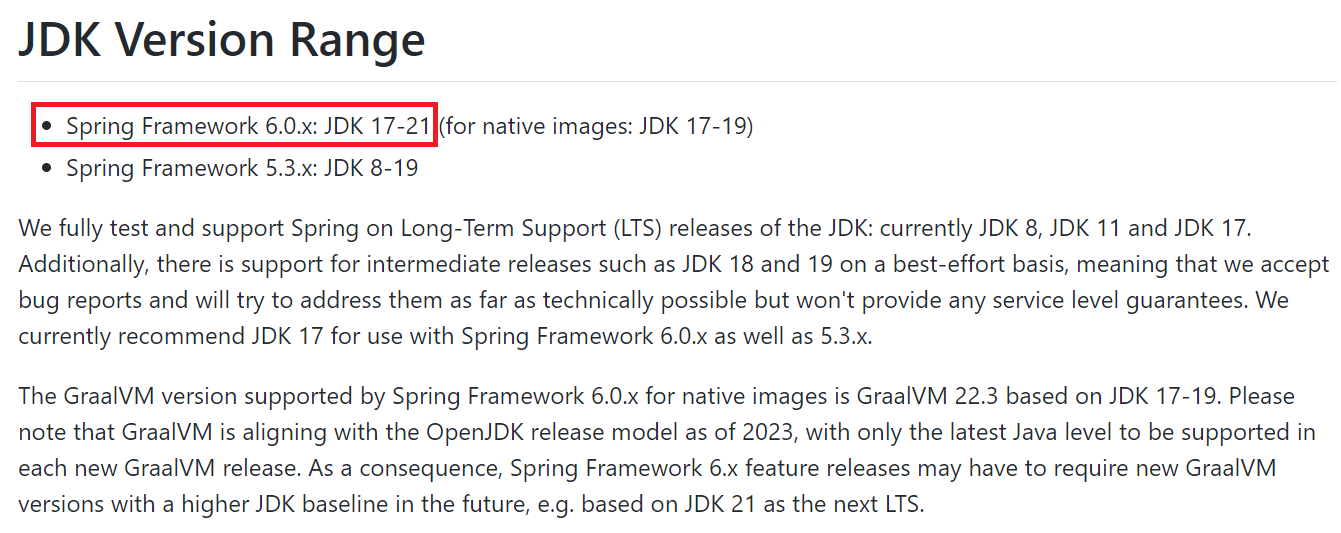 JDK Version Range
• Spring Framework 6.0.x: JDK 17-21 (for native images: JDK 17-19)
• Spring Framework 5.3.x: JDK 8-19
We fully test and support Spring on Long-Term Support (LTS) releases of the JDK: currently JDK 8, JDK 11 and JDK 17.
Additionally, there is support for intermediate releases such as JDK 18 and 19 on a best-effort basis, meaning that we accept
bug reports and will try to address them as far as technically possible but won't provide any service level guarantees. We
currently recommend JDK 17 for use with Spring Framework 6.0.x as well as 5.3.x.
The GraalVM version supported by Spring Framework 6.0.x for native images is GraalVM 22.3 based on JDK 17-19. Please
note that GraalVM is aligning with the OpenJDK release model as of 2023, with only the latest Java level to be supported in
each new GraalVM release. As a consequence, Spring Framework 6.x feature releases may have to require new GraalVM
versions with a higher JDK baseline in the future, e.g. based on JDK 21 as the next LTS.